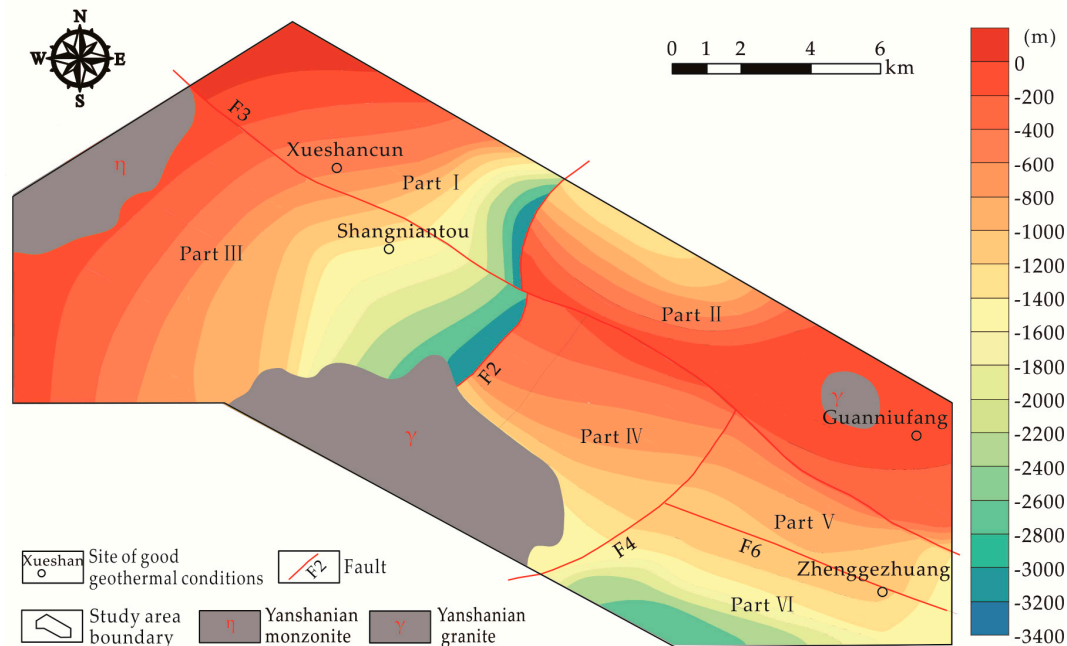 N
W E
S
0 1 2 4 6
km
(m)
0
-200
-400
-600
-800
-1000
-1200
-1400
-1600
-1800
-2000
-2200
-2400
-2600
-2800
-3000
-3200
-3400
F3
η
Xueshancun
Part Ⅰ
Shangniantou
Part Ⅲ
Part Ⅱ
F2
γ
Guanniufang
γ
Part Ⅳ
Part Ⅴ
F4
F6
Zhenggezhuang
Part Ⅵ
Xueshan
Site of good
geothermal conditions
F2
Fault
Study area
boundary
η
Yanshanian
monzonite
γ
Yanshanian
granite